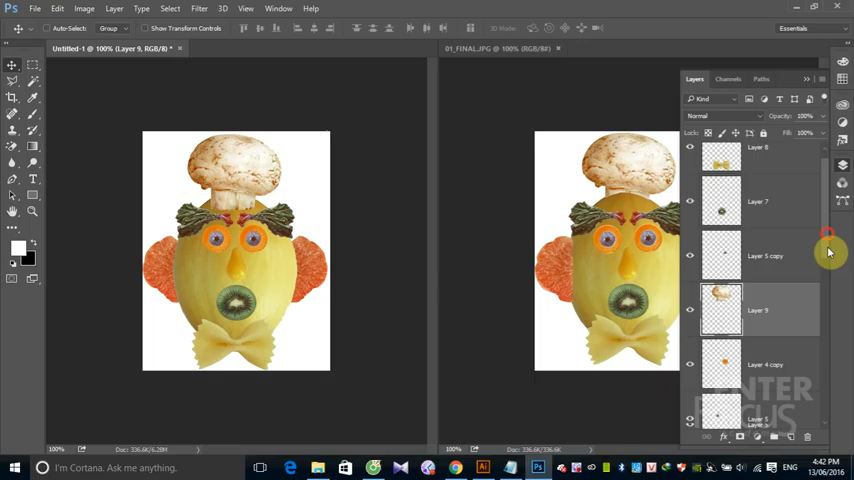 Ps File Edit Image Layer Type Select Filter 3D View Window Help
Auto-Select: Group Show Transform Controls 3D Mode: Essentials
Untitled-1 @ 100% (Layer 9, RGB/8) * × 01_FINAL.JPG @ 100% (RGB/8#) ×
Layers Channels Paths
Kind
Normal Opacity: 100%
Lock: Fill: 100%
Layer 8
Layer 7
Layer 5 copy
Layer 9
Layer 4 copy
Layer 5
100% Doc: 336.6K/6.28M 100% Doc: 336.6K/336.6K
I'm Cortana. Ask me anything. ENG
4:42 PM
13/06/2016